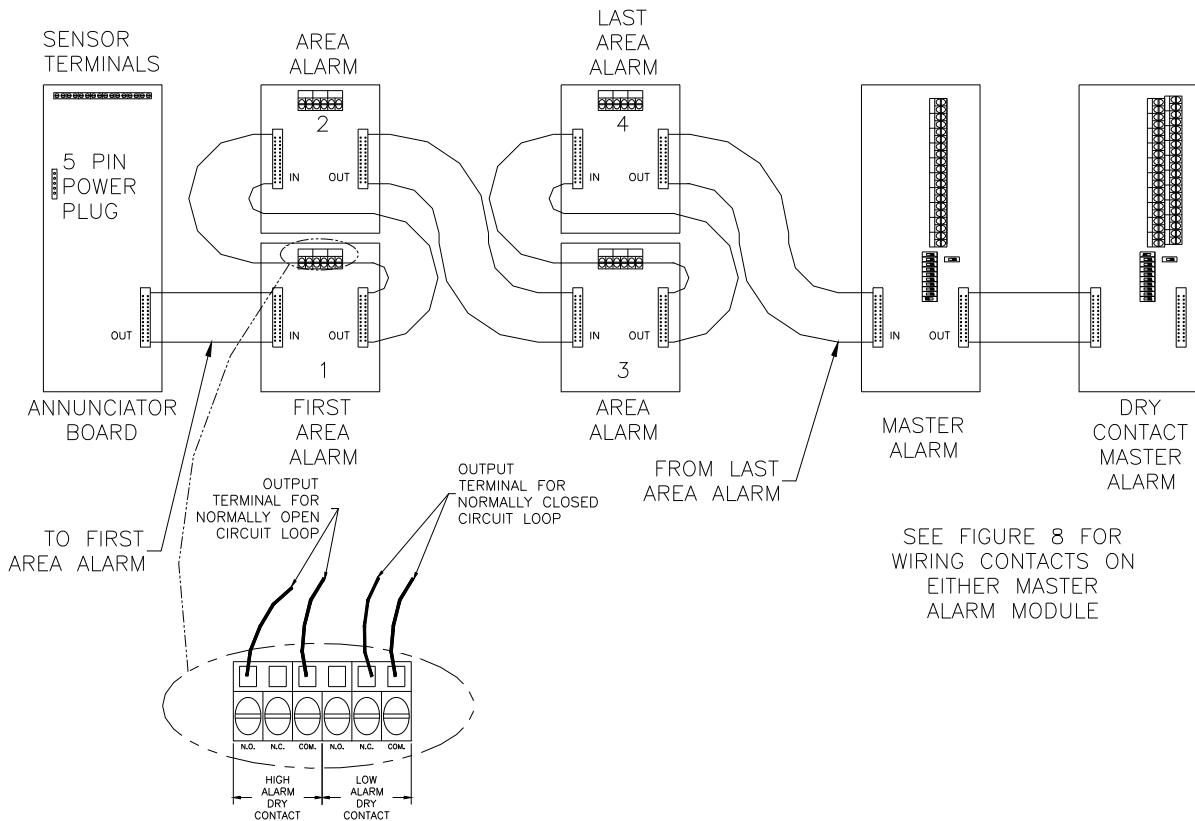 SENSOR
TERMINALS
AREA
ALARM
LAST
AREA
ALARM
2
4
5 PIN
POWER
PLUG
IN
OUT
IN
OUT
OUT
IN
OUT
IN
OUT
IN
OUT
1
3
ANNUNCIATOR
BOARD
FIRST
AREA
ALARM
AREA
ALARM
MASTER
ALARM
DRY
CONTACT
MASTER
ALARM
TO FIRST
AREA ALARM
OUTPUT
TERMINAL FOR
NORMALLY OPEN
CIRCUIT LOOP
OUTPUT
TERMINAL FOR
NORMALLY CLOSED
CIRCUIT LOOP
FROM LAST
AREA ALARM
SEE FIGURE 8 FOR
WIRING CONTACTS ON
EITHER MASTER
ALARM MODULE
N.O. N.C. COM. N.O. N.C. COM.
HIGH
ALARM
DRY
CONTACT
LOW
ALARM
DRY
CONTACT